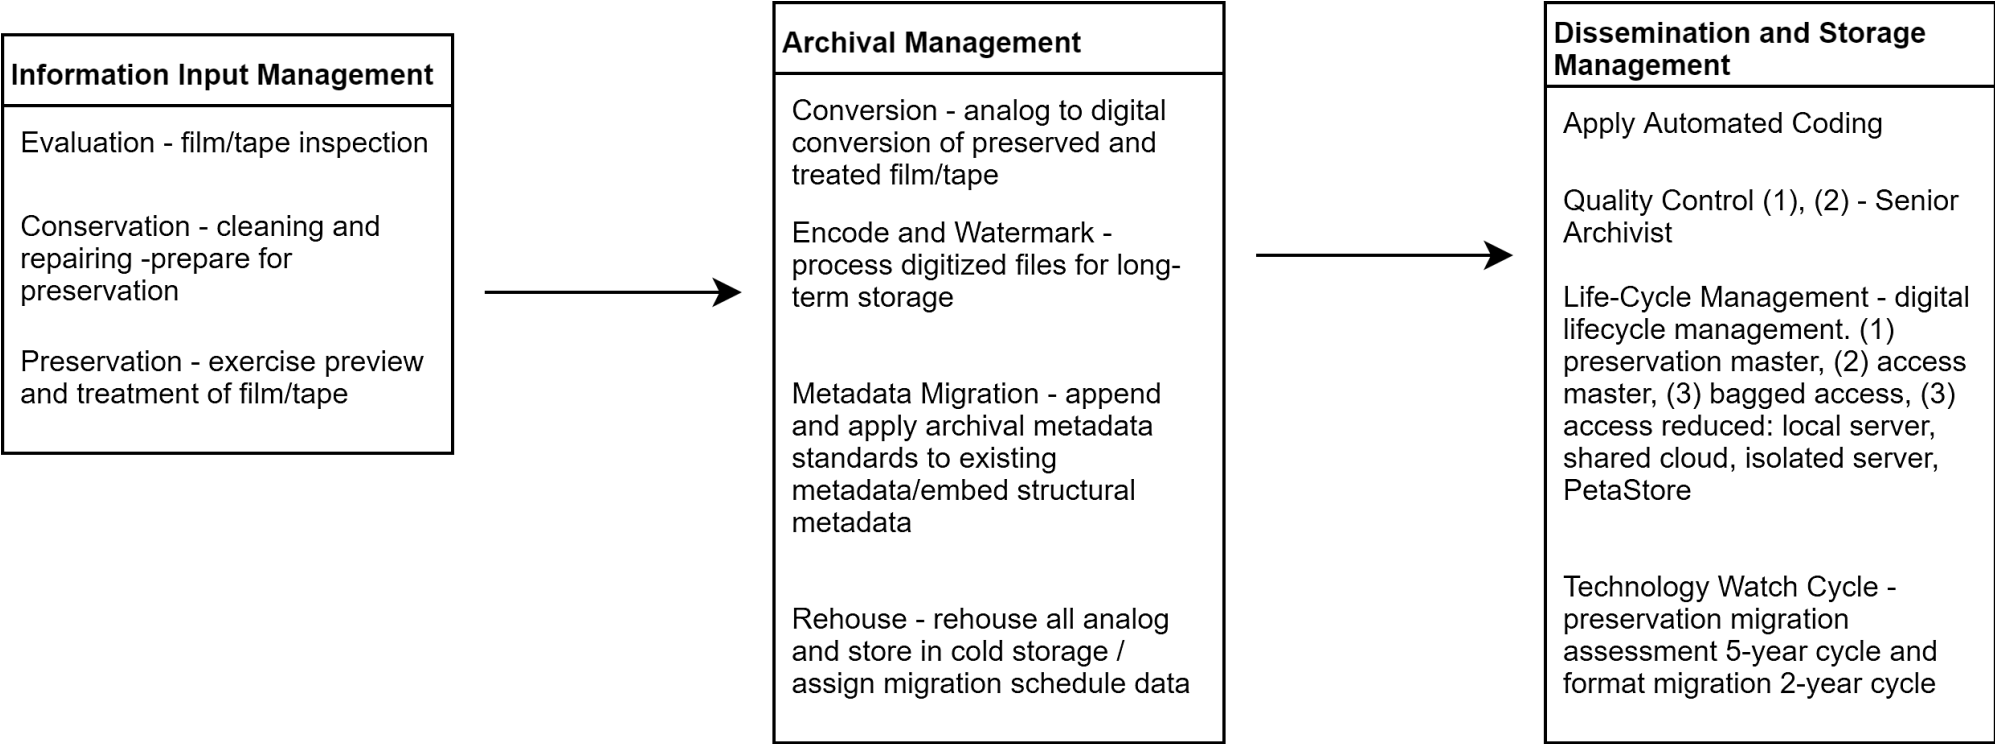 Information Input Management
Evaluation - film/tape inspection
Conservation - cleaning and
repairing -prepare for
preservation
Preservation - exercise preview
and treatment of film/tape
Archival Management
Conversion - analog to digital
conversion of preserved and
treated film/tape
Encode and Watermark -
process digitized files for long-
term storage
Metadata Migration - append
and apply archival metadata
standards to existing
metadata/embed structural
metadata
Rehouse - rehouse all analog
and store in cold storage /
assign migration schedule data
Dissemination and Storage
Management
Apply Automated Coding
Quality Control (1), (2) - Senior
Archivist
Life-Cycle Management - digital
lifecycle management. (1)
preservation master, (2) access
master, (3) bagged access, (3)
access reduced: local server,
shared cloud, isolated server,
PetaStore
Technology Watch Cycle -
preservation migration
assessment 5-year cycle and
format migration 2-year cycle